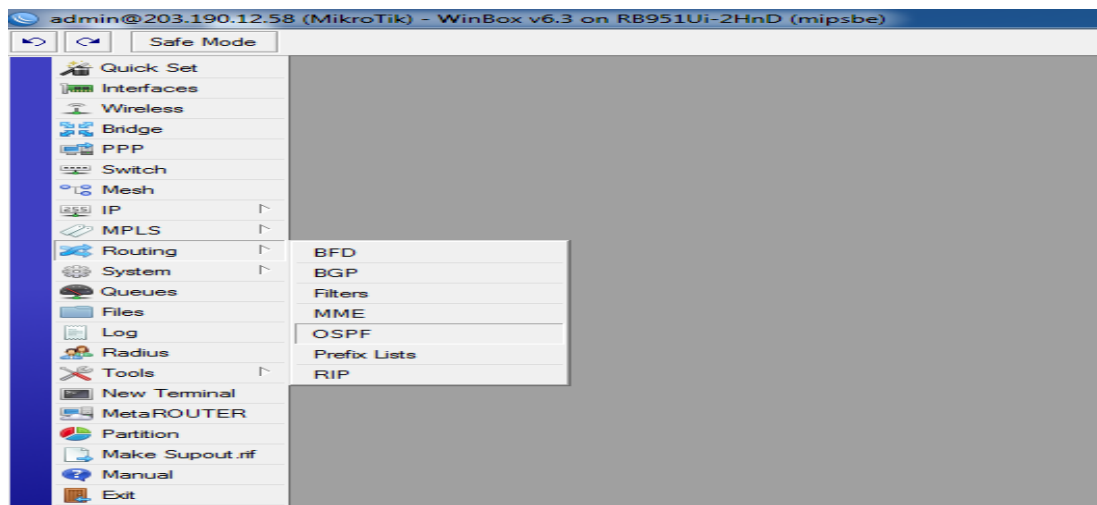 admin@203.190.12.58 (MikroTik) - WinBox v6.3 on RB951Ui-2HnD (mipsbe)
Safe Mode
Quick Set
Interfaces
Wireless
Bridge
PPP
Switch
Mesh
255 IP
MPLS
Routing
System
Queues
Files
Log
Radius
Tools
New Terminal
MetaROUTER
Partition
Make Supout.rif
Manual
Exit
BFD
BGP
Filters
MME
OSPF
Prefix Lists
RIP